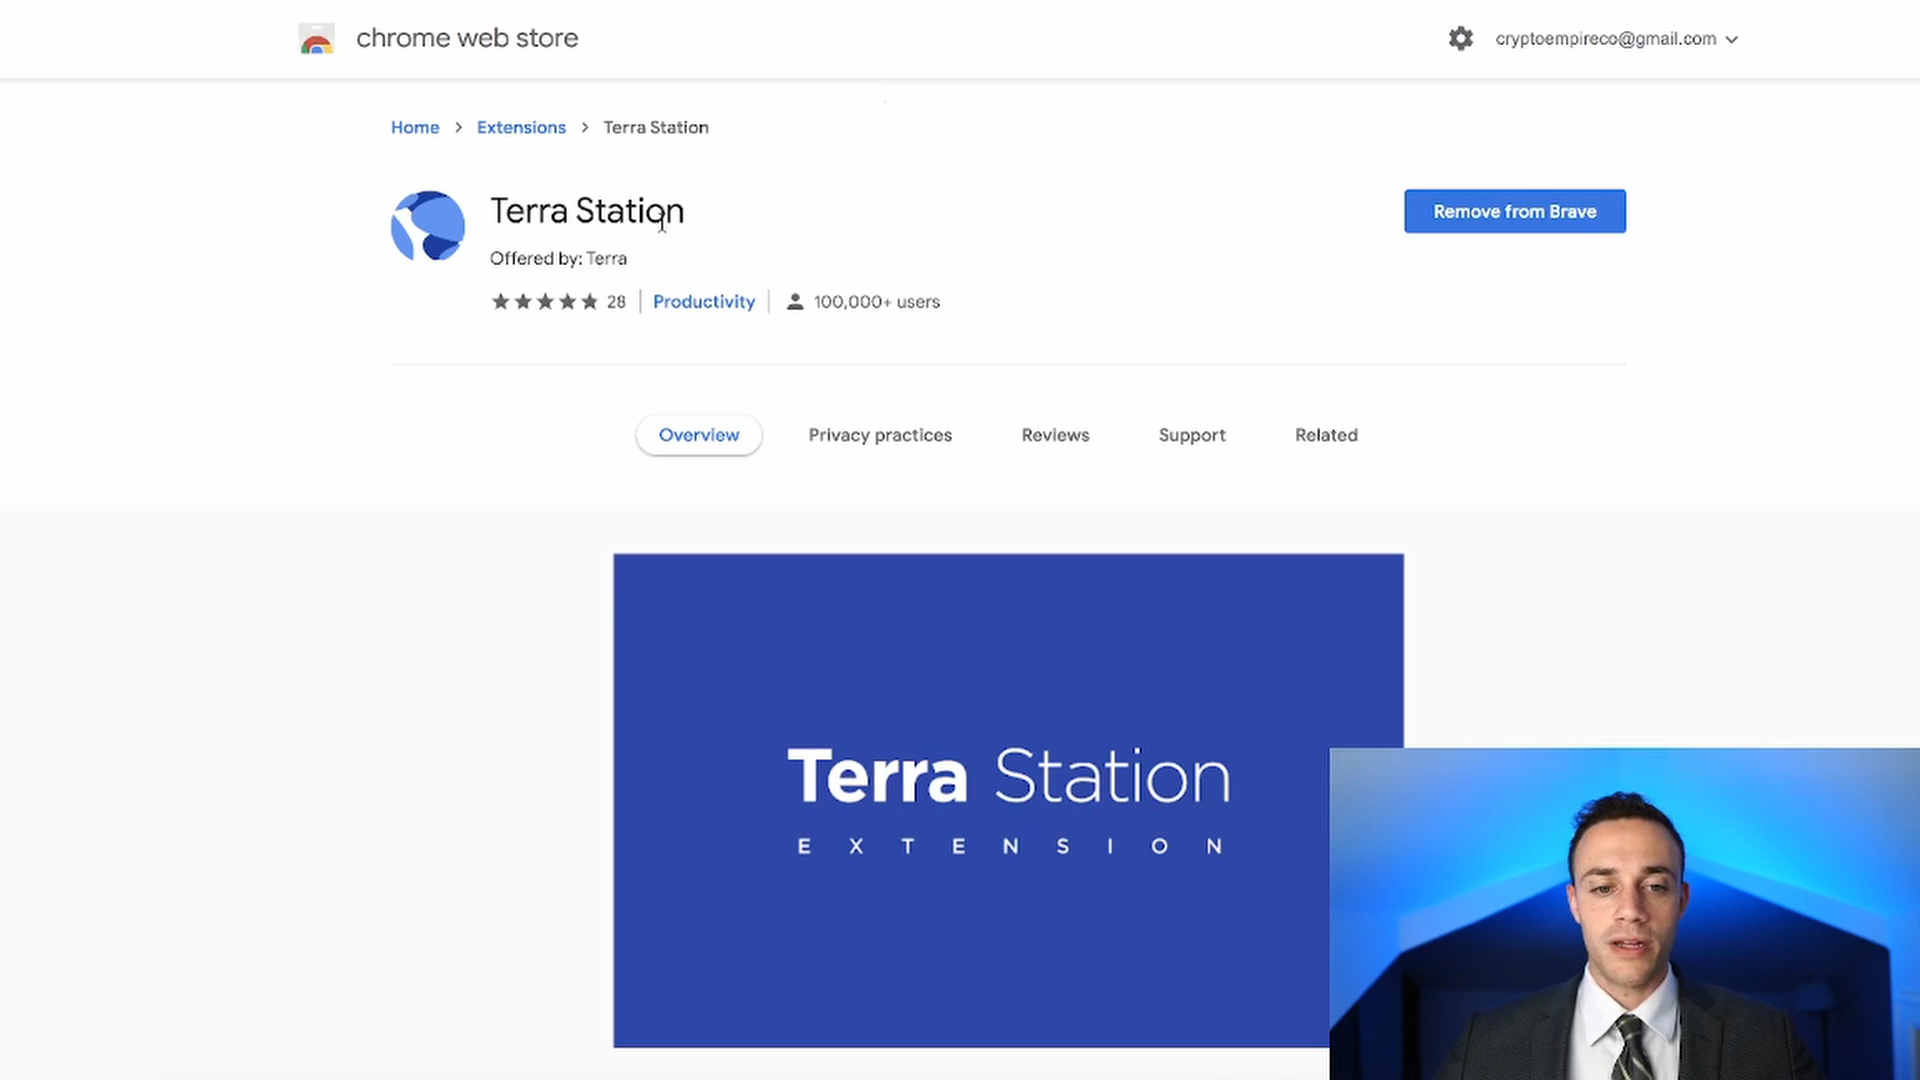 chrome web store
cryptoempireco@gmail.com
Home > Extensions > Terra Station
Terra Station
Remove from Brave
Offered by: Terra
28 | Productivity | 100,000+ users
Overview
Privacy practices
Reviews
Support
Related
Terra Station
EXTENSION